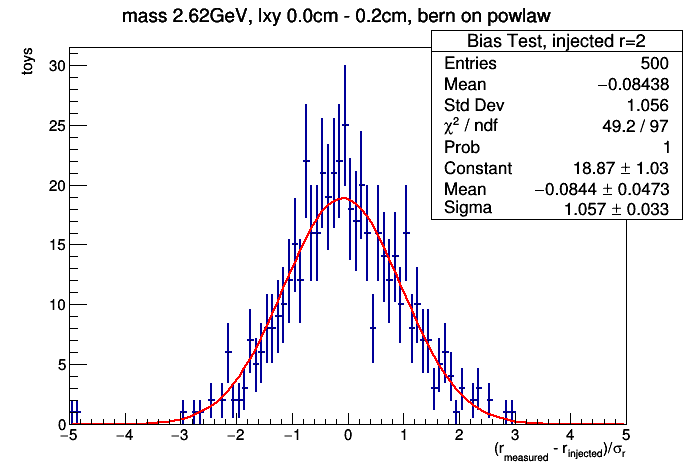 mass 2.62GeV, lxy 0.0cm - 0.2cm, bern on powlaw
toys
Bias Test, injected r=2
Entries 500
Mean −0.08438
Std Dev 1.056
χ² / ndf 49.2 / 97
Prob 1
Constant 18.87 ± 1.03
Mean −0.0844 ± 0.0473
Sigma 1.057 ± 0.033
30
25
20
15
10
5
0
−5 −4 −3 −2 −1 0 1 2 3 4 5
(r_measured - r_injected)/σ_r